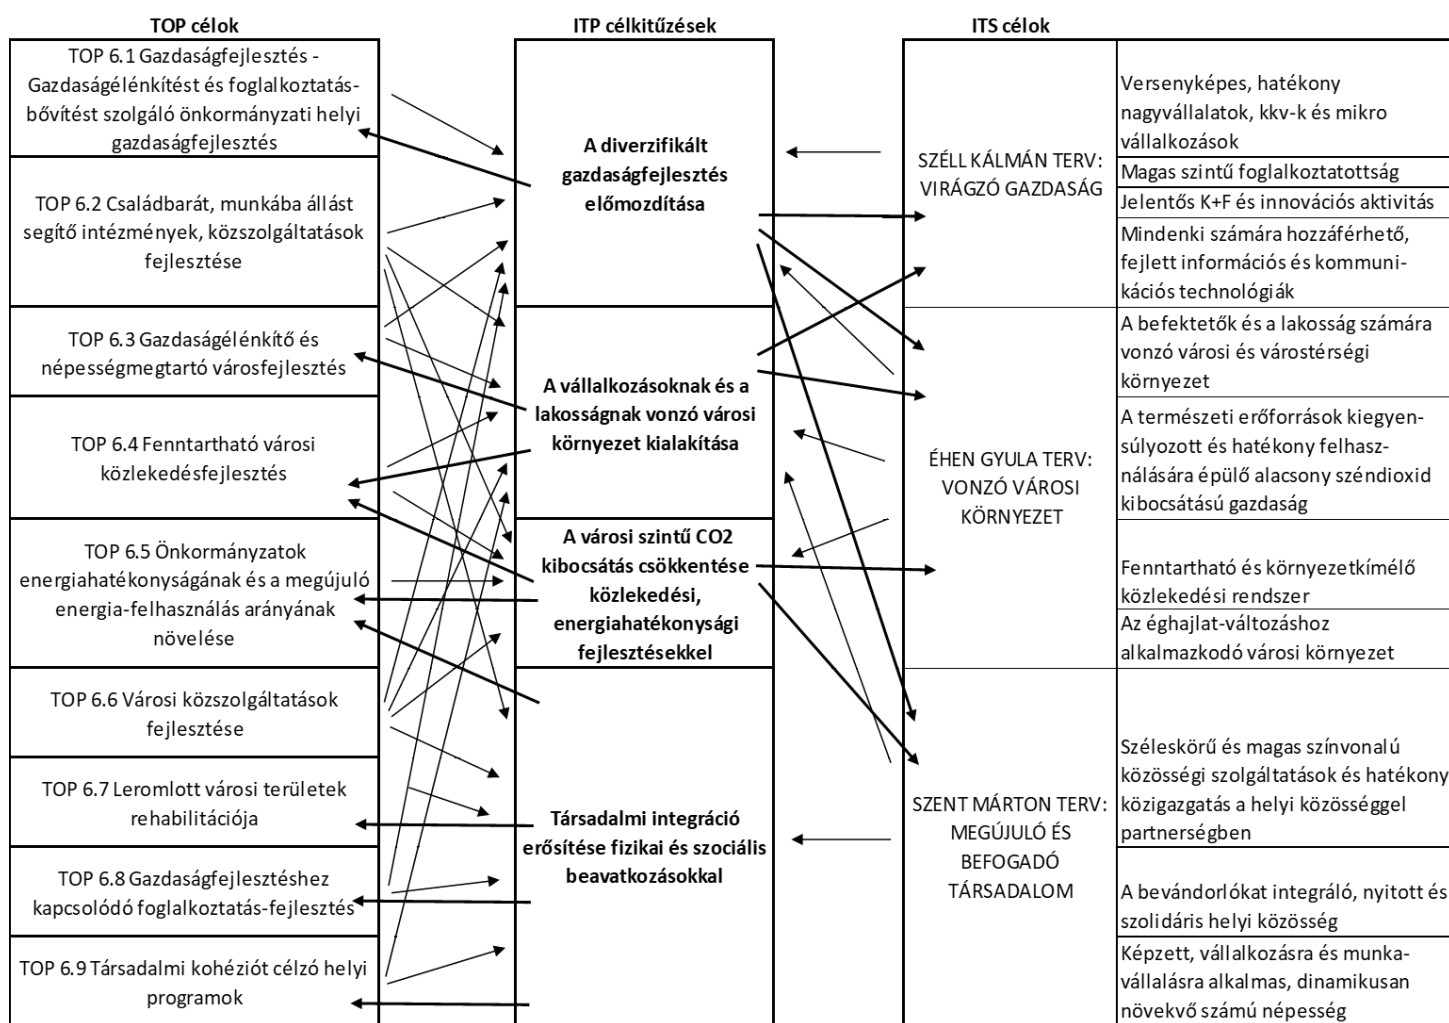 TOP célok
TOP 6.1 Gazdaságfejlesztés -
Gazdaságélénkítést és foglalkoztatás-
bővítést szolgáló önkormányzati helyi
gazdaságfejlesztés
TOP 6.2 Családbarát, munkába állást
segítő intézmények, közszolgáltatások
fejlesztése
TOP 6.3 Gazdaságélénkítő és
népességmegtartó városfejlesztés
TOP 6.4 Fenntartható városi
közlekedésfejlesztés
TOP 6.5 Önkormányzatok
energiahatékonyságának és a megújuló
energia-felhasználás arányának
növelése
TOP 6.6 Városi közszolgáltatások
fejlesztése
TOP 6.7 Leromlott városi területek
rehabilitációja
TOP 6.8 Gazdaságfejlesztéshez
kapcsolódó foglalkoztatás-fejlesztés
TOP 6.9 Társadalmi kohéziót célzó helyi
programok
ITP célkitűzések
A diverzifikált
gazdaságfejlesztés
előmozdítása
A vállalkozásoknak és a
lakosságnak vonzó városi
környezet kialakítása
A városi szintű CO2
kibocsátás csökkentése
közlekedési,
energiahatékonysági
fejlesztésekkel
Társadalmi integráció
erősítése fizikai és szociális
beavatkozásokkal
ITS célok
SZÉLL KÁLMÁN TERV:
VIRÁGZÓ GAZDASÁG
Versenyképes, hatékony
nagyvállalatok, kkv-k és mikro
vállalkozások
Magas szintű foglalkoztatottság
Jelentős K+F és innovációs aktivitás
Mindenki számára hozzáférhető,
fejlett információs és kommuni-
kációs technológiák
ÉHEN GYULA TERV:
VONZÓ VÁROSI
KÖRNYEZET
A befektetők és a lakosság számára
vonzó városi és várostérségi
környezet
A természeti erőforrások kiegyen-
súlyozott és hatékony felhasz-
nálására épülő alacsony széndioxid
kibocsátású gazdaság
Fenntartható és környezetkímélő
közlekedési rendszer
Az éghajlat-változáshoz
alkalmazkodó városi környezet
SZENT MÁRTON TERV:
MEGÚJULÓ ÉS
BEFOGADÓ
TÁRSADALOM
Széleskörű és magas színvonalú
közösségi szolgáltatások és hatékony
közigazgatás a helyi közösséggel
partnerségben
A bevándorlókat integráló, nyitott és
szolidáris helyi közösség
Képzett, vállalkozásra és munka-
vállalásra alkalmas, dinamikusan
növekvő számú népesség